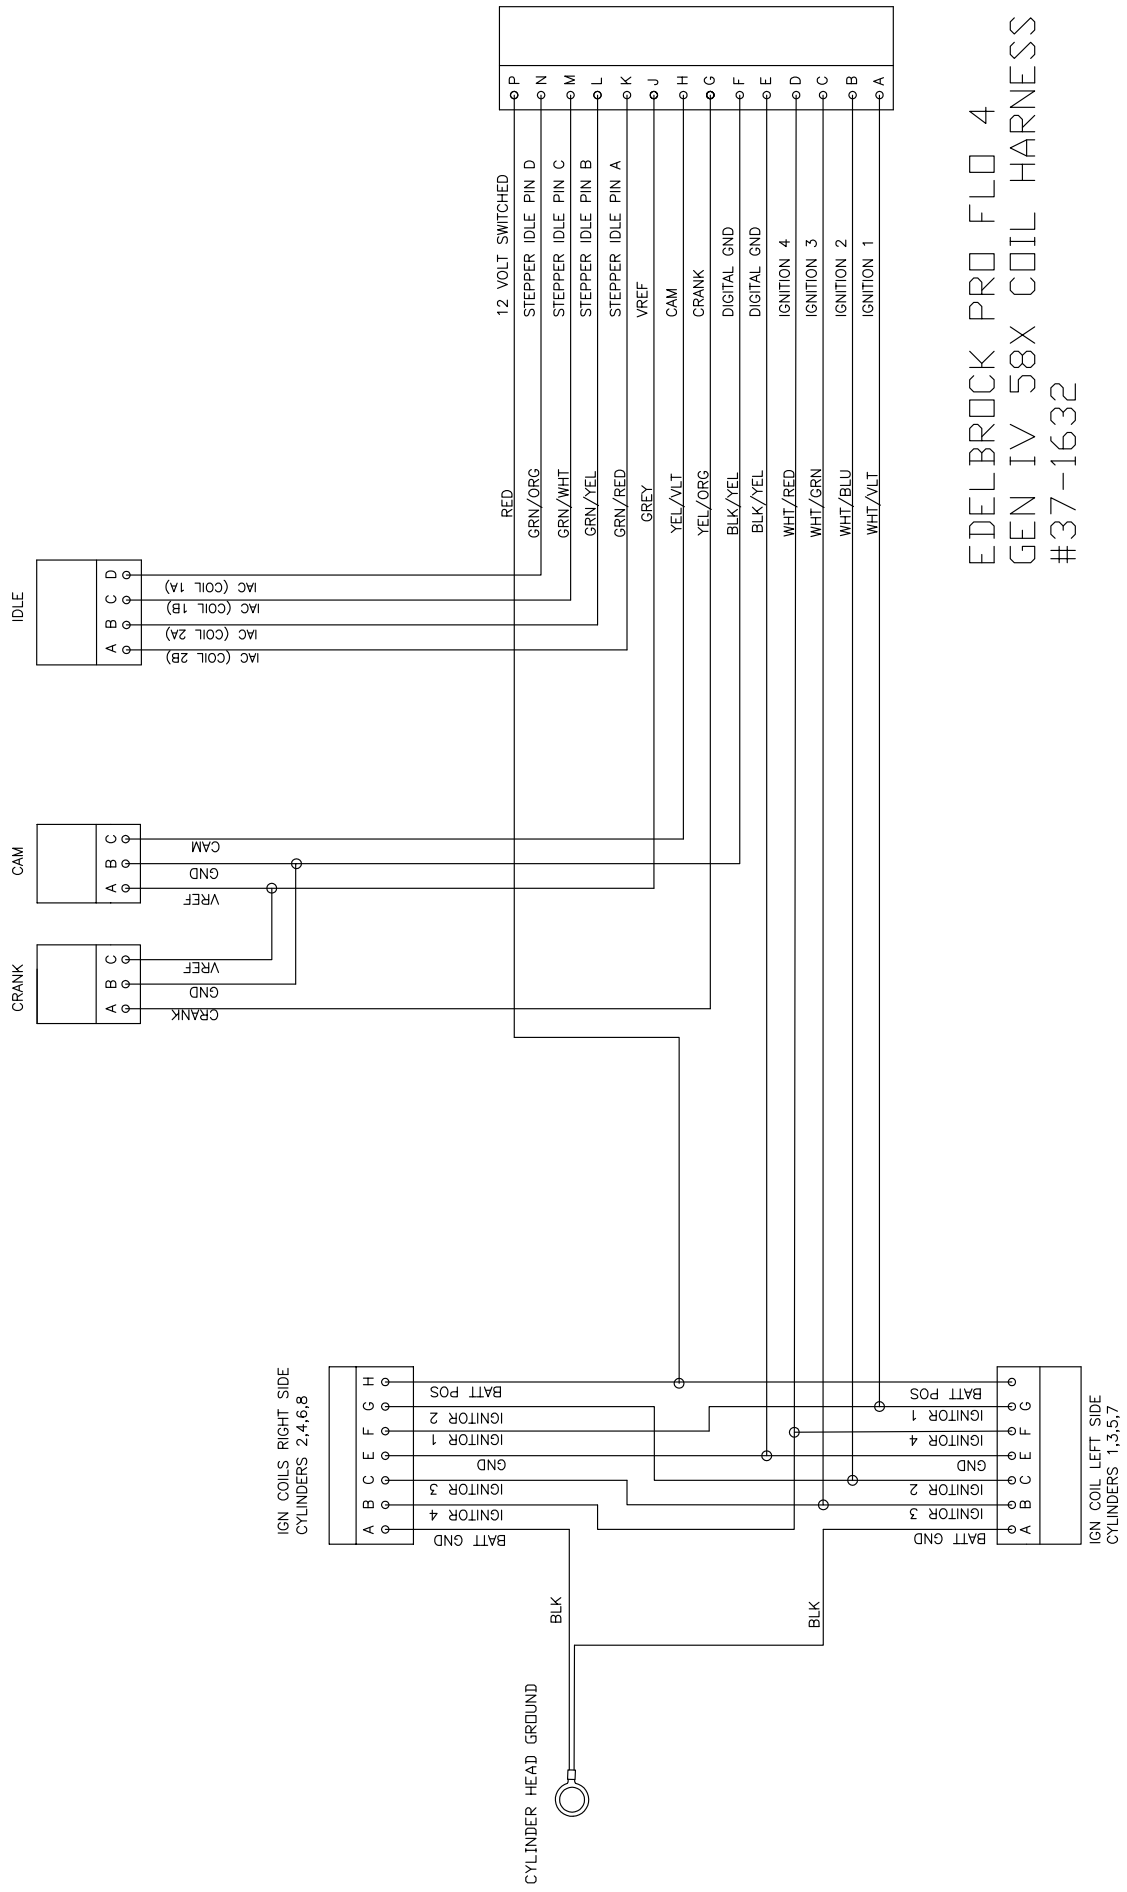 P
N
M
L
K
J
H
G
F
E
D
C
B
A
12 VOLT SWITCHED
STEPPER IDLE PIN D
STEPPER IDLE PIN C
STEPPER IDLE PIN B
STEPPER IDLE PIN A
VREF
CAM
CRANK
DIGITAL GND
DIGITAL GND
IGNITION 4
IGNITION 3
IGNITION 2
IGNITION 1
RED
GRN/ORG
GRN/WHT
GRN/YEL
GRN/RED
GREY
YEL/VLT
YEL/ORG
BLK/YEL
BLK/YEL
WHT/RED
WHT/GRN
WHT/BLU
WHT/VLT
EDELBROCK PRO FLO 4
GEN IV 58X COIL HARNESS
#37-1632
IDLE
D
C
B
A
IAC (COIL 1A)
IAC (COIL 1B)
IAC (COIL 2A)
IAC (COIL 2B)
CAM
C
B
A
CAM
GND
VREF
CRANK
C
B
A
VREF
GND
CRANK
IGN COILS RIGHT SIDE
CYLINDERS 2,4,6,8
H
G
F
E
C
B
A
BATT POS
IGNITOR 2
IGNITOR 1
GND
IGNITOR 3
IGNITOR 4
BATT GND
BATT POS
IGNITOR 1
IGNITOR 4
GND
IGNITOR 2
IGNITOR 3
BATT GND
G
F
E
C
B
A
IGN COIL LEFT SIDE
CYLINDERS 1,3,5,7
BLK
BLK
CYLINDER HEAD GROUND